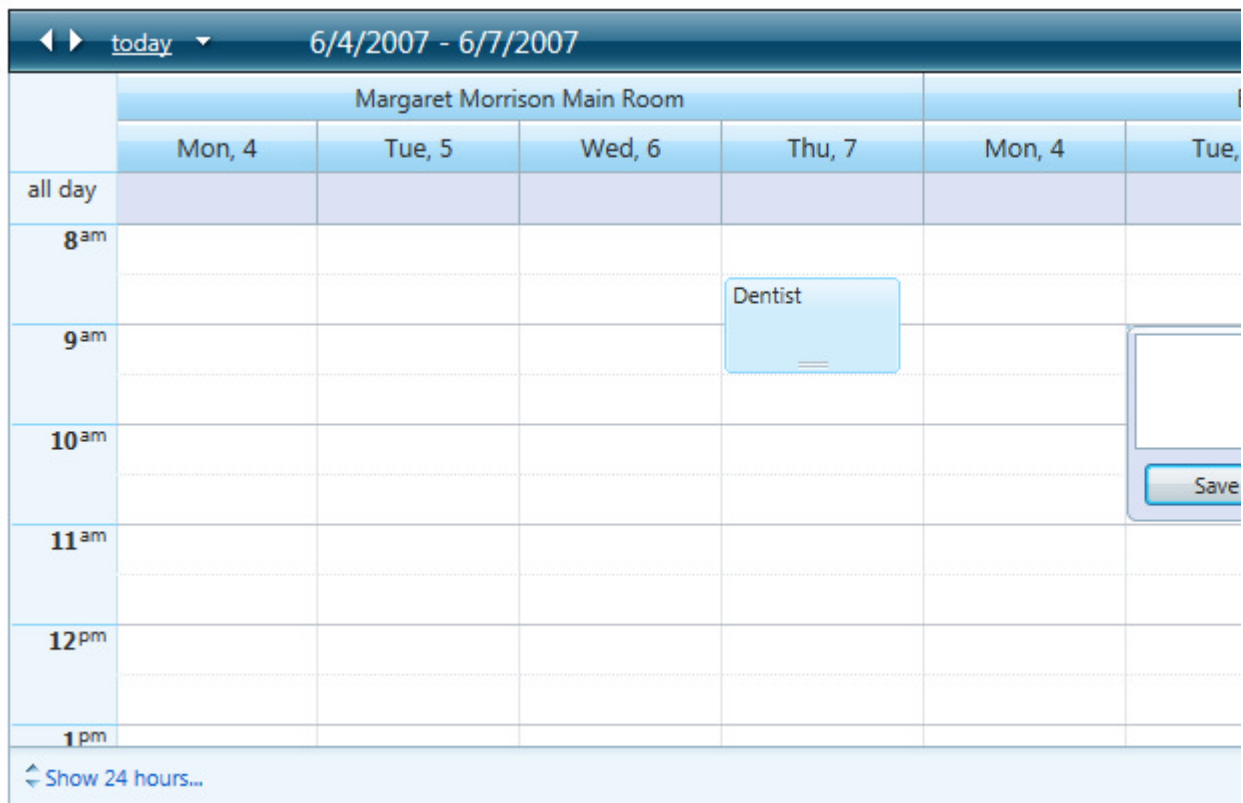 today 6/4/2007 - 6/7/2007
Margaret Morrison Main Room
Mon, 4 Tue, 5 Wed, 6 Thu, 7 Mon, 4 Tue,
all day
8am
Dentist
9am
10am
Save
11am
12pm
1pm
Show 24 hours...